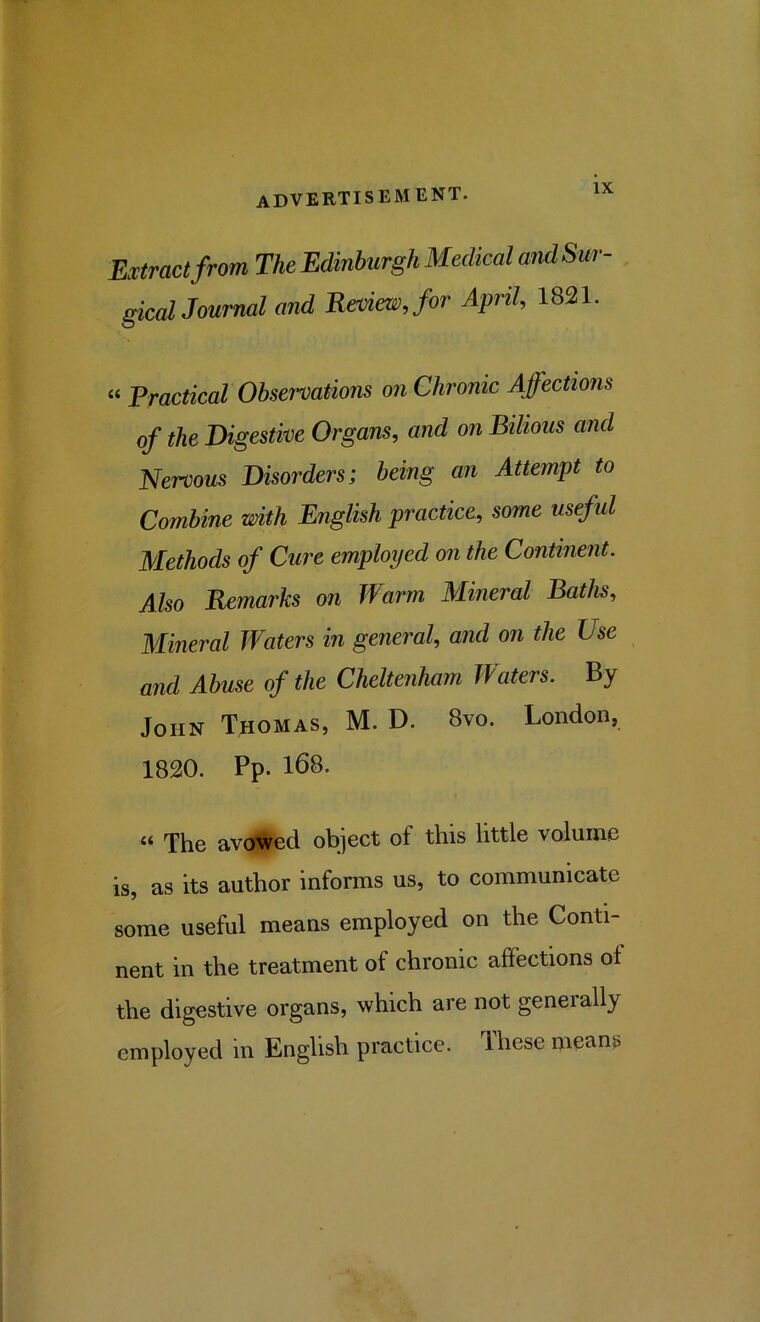 ADVERTISEMENT.
ix
Extract from The Edinburgh Medical and Sur-
gical Journal and Review, for April, 1821.
“ Practical Observations on Chronic Affections
of the Digestive Organs, and on Bilious and
Nervous Disorders; being an Attempt to
Combine with English practice, some useful
Methods of Cure employed on the Continent.
Also Remarks on Warm Mineral Baths,
Mineral Waters in general, and on the Use
and Abuse of the Cheltenham Waters. By
John Thomas, M. D. 8vo. London,
1820. Pp. 168.
“ The avowed object of this little volume
is, as its author informs us, to communicate
some useful means employed on the Conti-
nent in the treatment of chronic affections of
the digestive organs, which are not generally
employed in English practice. These means